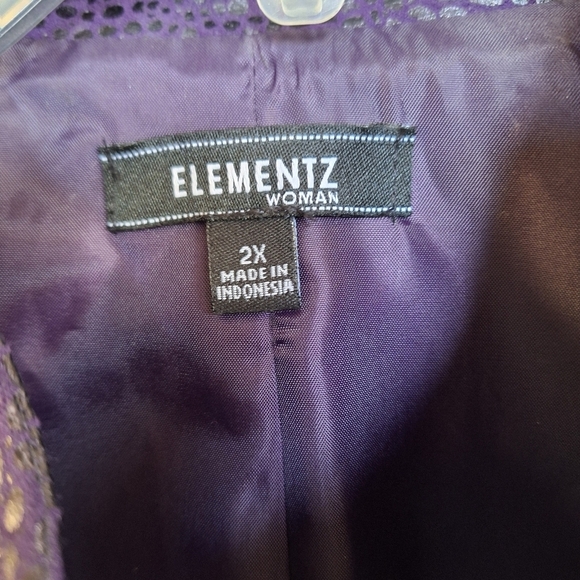 ELEMENTZ
WOMAN
2X
MADE IN
INDONESIA